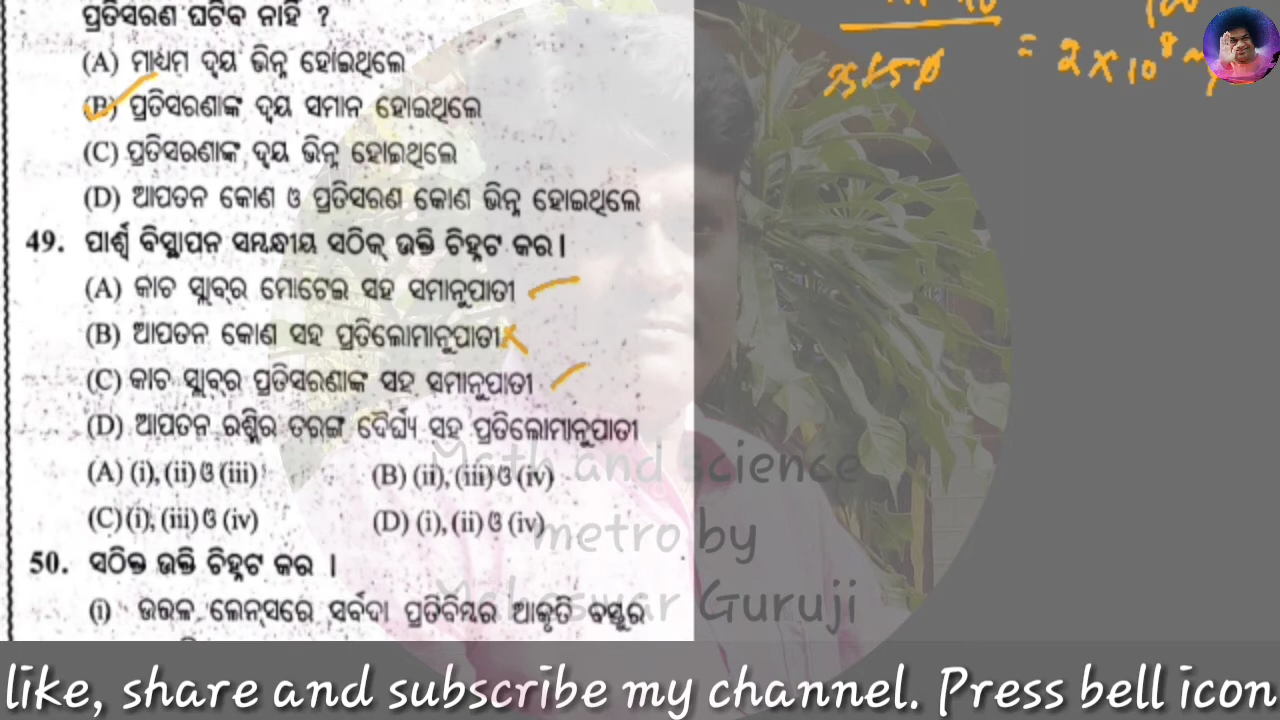 ପ୍ରତିସରଣ ଘଟିବ ନାହିଁ ?
(A) ମାଧ୍ୟମ ଦ୍ୱୟ ଭିନ୍ନ ହୋଇଥିଲେ
(B) ପ୍ରତିସରଣାଙ୍କ ଦ୍ୱୟ ସମାନ ହୋଇଥିଲେ
(C) ପ୍ରତିସରଣାଙ୍କ ଦ୍ୱୟ ଭିନ୍ନ ହୋଇଥିଲେ
(D) ଆପତନ କୋଣ ଓ ପ୍ରତିସରଣ କୋଣ ଭିନ୍ନ ହୋଇଥିଲେ
49. ପାର୍ଶ୍ୱ ବିସ୍ଥାପନ ସମ୍ବନ୍ଧୀୟ ସଠିକ୍ ଉକ୍ତି ଚିହ୍ନଟ କର ।
(A) କାଚ ସ୍ଲାବ୍‌ର ମୋଟେଇ ସହ ସମାନୁପାତୀ
(B) ଆପତନ କୋଣ ସହ ପ୍ରତିଲୋମାନୁପାତୀ
(C) କାଚ ସ୍ଲାବ୍‌ର ପ୍ରତିସରଣାଙ୍କ ସହ ସମାନୁପାତୀ
(D) ଆପତନ ରଶ୍ମିର ତରଙ୍ଗ ଦୈର୍ଘ୍ୟ ସହ ପ୍ରତିଲୋମାନୁପାତୀ
(A) (i), (ii) ଓ (iii) (B) (ii), (iii) ଓ (iv)
(C) (i), (iii) ଓ (iv) (D) (i), (ii) ଓ (iv)
50. ସଠିକ୍ତ ଉକ୍ତି ଚିହ୍ନଟ କର ।
(i) ଉତ୍ତଳ ଲେନ୍‌ସରେ ସର୍ବଦା ପ୍ରତିବିମ୍ବର ଆକୃତି ବସ୍ତୁର
= 2 × 10⁸ m/
Math and science
metro by
Maheswar Guruji
like, share and subscribe my channel. Press bell icon